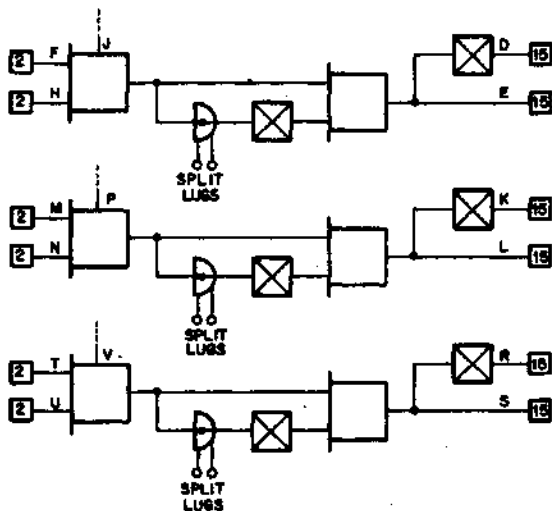 J
D
2 F 15
2 H E 15
SPLIT
LUGS
P
K
2 M 15
2 N L 15
SPLIT
LUGS
V
R
2 T 15
2 U S 15
SPLIT
LUGS